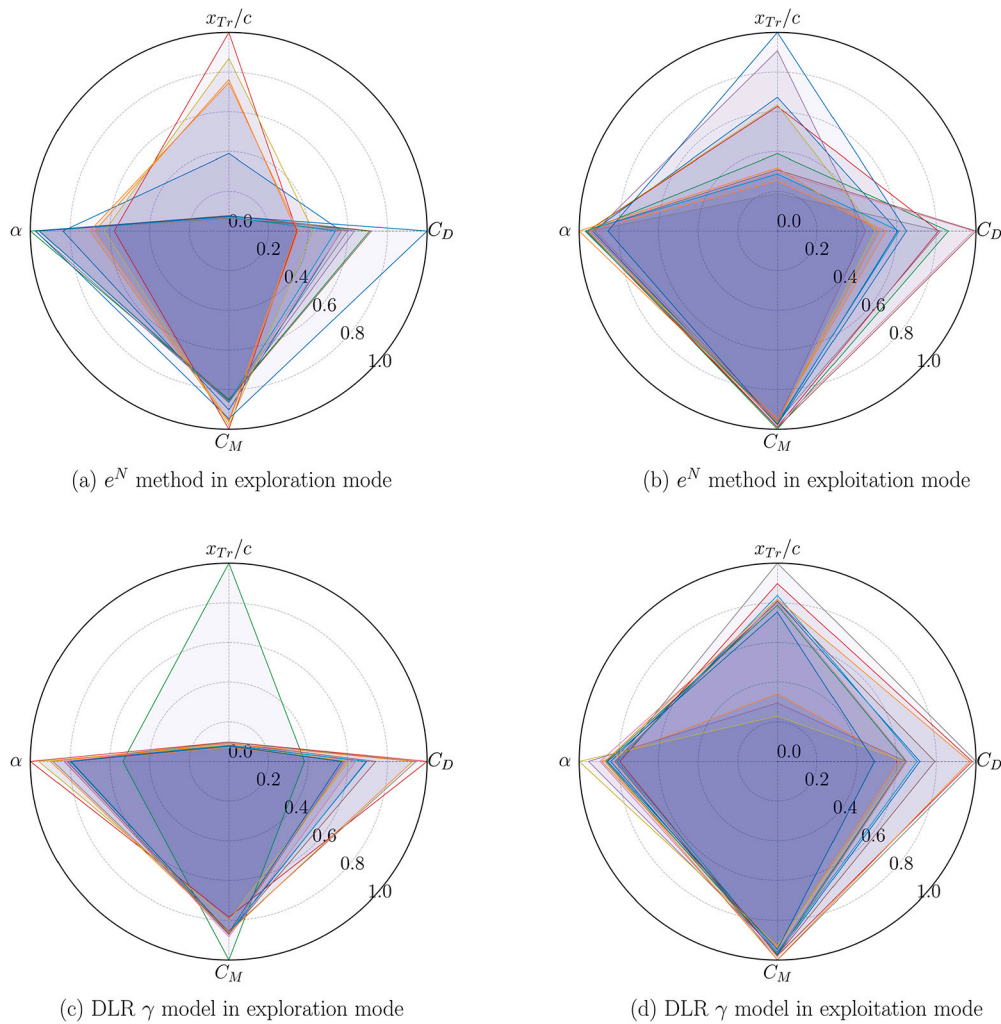 x_{Tr}/c
x_{Tr}/c
0.0
0.0
α
C_D
α
C_D
0.2
0.2
0.4
0.4
0.6
0.6
0.8
0.8
1.0
1.0
C_M
C_M
(a) e^N method in exploration mode
(b) e^N method in exploitation mode
x_{Tr}/c
x_{Tr}/c
0.0
0.0
α
C_D
α
C_D
0.2
0.2
0.4
0.4
0.6
0.6
0.8
0.8
1.0
1.0
C_M
C_M
(c) DLR γ model in exploration mode
(d) DLR γ model in exploitation mode